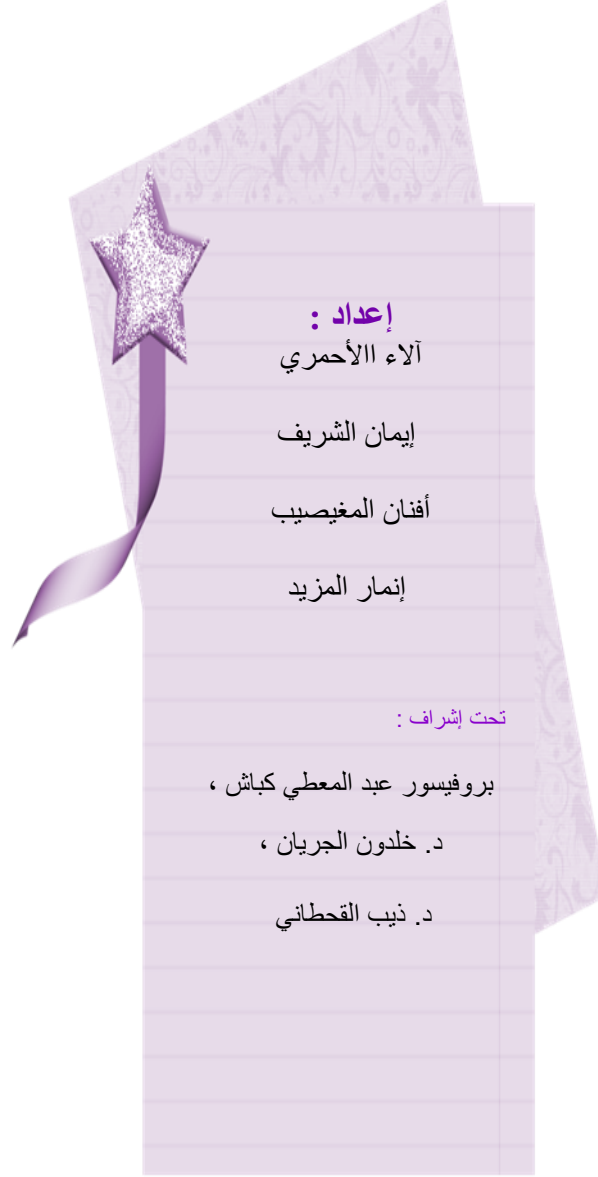 إعداد :
آلاء االأحمري
إيمان الشريف
أفنان المغيصيب
إنمار المزيد
تحت إشراف :
بروفيسور عبد المعطي كباش ،
د. خلدون الجريان ،
د. ذيب القحطاني